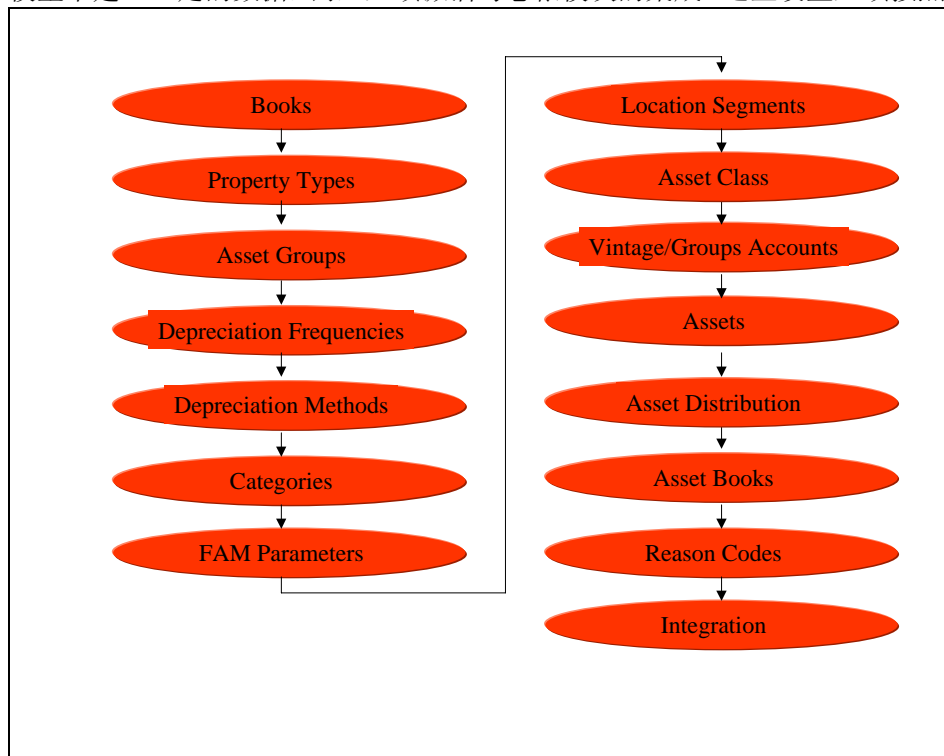 Books
Property Types
Asset Groups
Depreciation Frequencies
Depreciation Methods
Categories
FAM Parameters
Location Segments
Asset Class
Vintage/Groups Accounts
Assets
Asset Distribution
Asset Books
Reason Codes
Integration